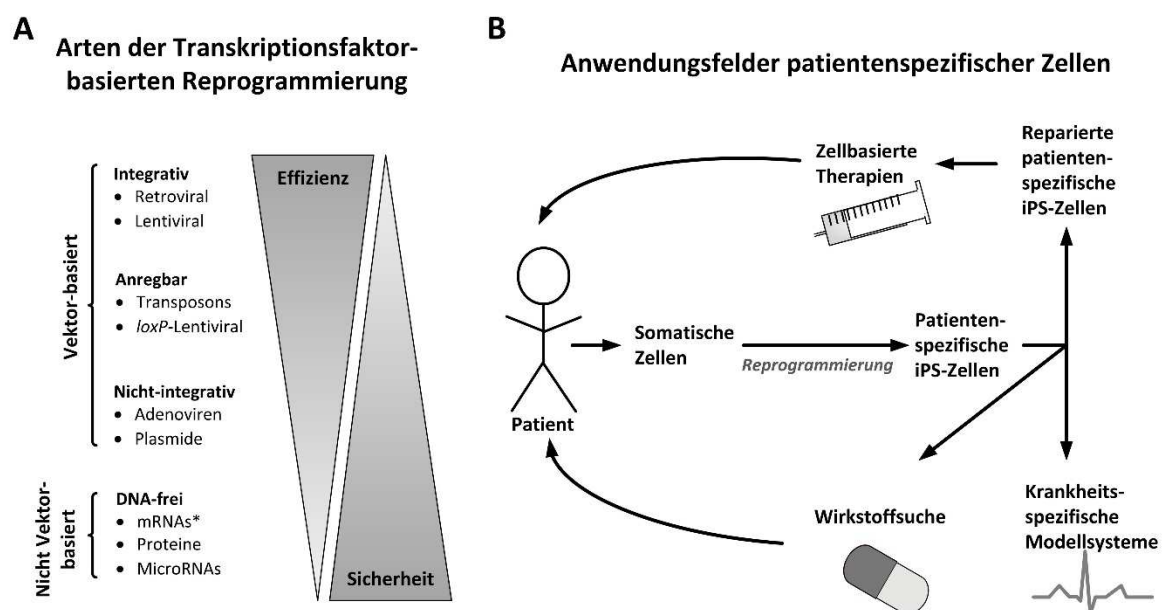 A
Arten der Transkriptionsfaktor-
basierten Reprogrammierung
Vektor-basiert
Integrativ
• Retroviral
• Lentiviral
Anregbar
• Transposons
• loxP-Lentiviral
Nicht-integrativ
• Adenoviren
• Plasmide
Nicht Vektor-
basiert
DNA-frei
• mRNAs*
• Proteine
• MicroRNAs
Effizienz
Sicherheit
B
Anwendungsfelder patientenspezifischer Zellen
Zellbasierte
Therapien
Reparierte
patienten-
spezifische
iPS-Zellen
Patient
Somatische
Zellen
Reprogrammierung
Patienten-
spezifische
iPS-Zellen
Wirkstoffsuche
Krankheits-
spezifische
Modellsysteme